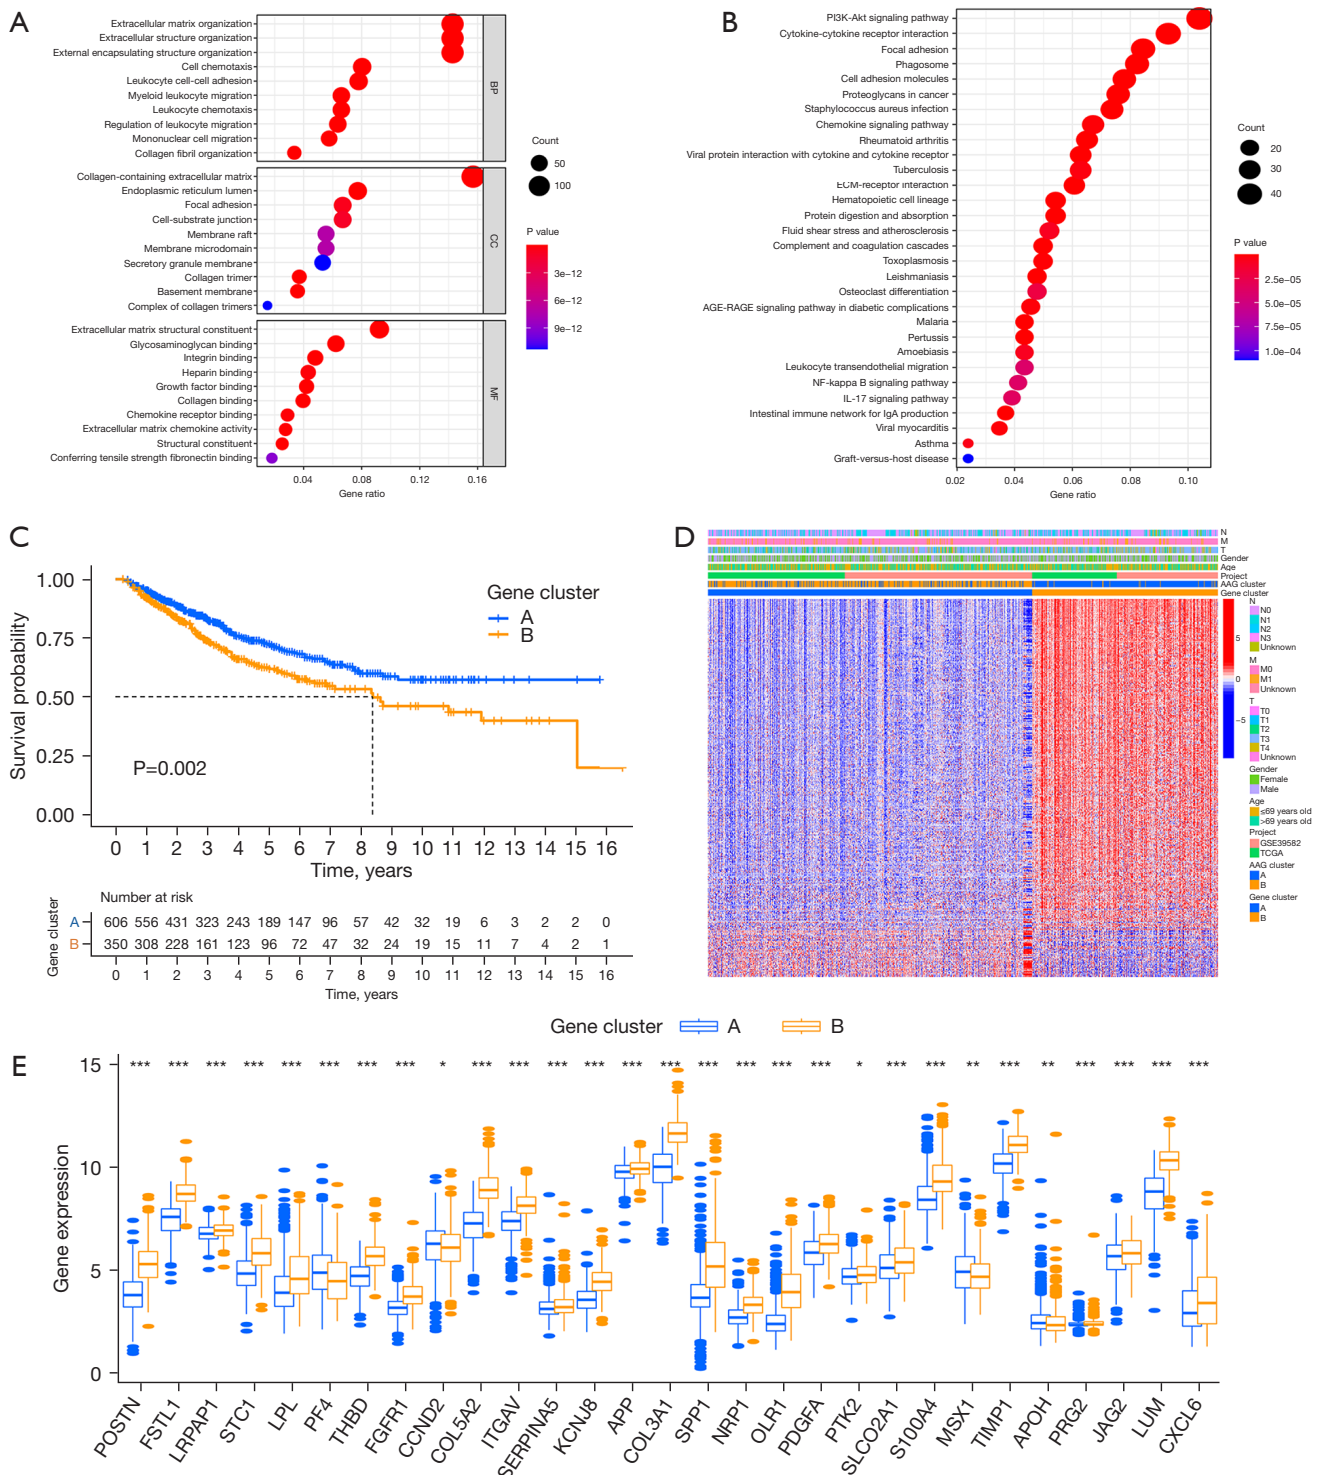 A
Extracellular matrix organization
Extracellular structure organization
External encapsulating structure organization
Cell chemotaxis
Leukocyte cell-cell adhesion
Myeloid leukocyte migration
Leukocyte chemotaxis
Regulation of leukocyte migration
Mononuclear cell migration
Collagen fibril organization
BP
Collagen-containing extracellular matrix
Endoplasmic reticulum lumen
Focal adhesion
Cell-substrate junction
Membrane raft
Membrane microdomain
Secretory granule membrane
Collagen trimer
Basement membrane
Complex of collagen trimers
CC
Extracellular matrix structural constituent
Glycosaminoglycan binding
Integrin binding
Heparin binding
Growth factor binding
Collagen binding
Chemokine receptor binding
Extracellular matrix chemokine activity
Structural constituent
Conferring tensile strength fibronectin binding
MF
0.04 0.08 0.12 0.16
Gene ratio
Count
50
100
P value
3e-12
6e-12
9e-12
B
PI3K-Akt signaling pathway
Cytokine-cytokine receptor interaction
Focal adhesion
Phagosome
Cell adhesion molecules
Proteoglycans in cancer
Staphylococcus aureus infection
Chemokine signaling pathway
Rheumatoid arthritis
Viral protein interaction with cytokine and cytokine receptor
Tuberculosis
ECM-receptor interaction
Hematopoietic cell lineage
Protein digestion and absorption
Fluid shear stress and atherosclerosis
Complement and coagulation cascades
Toxoplasmosis
Leishmaniasis
Osteoclast differentiation
AGE-RAGE signaling pathway in diabetic complications
Malaria
Pertussis
Amoebiasis
Leukocyte transendothelial migration
NF-kappa B signaling pathway
IL-17 signaling pathway
Intestinal immune network for IgA production
Viral myocarditis
Asthma
Graft-versus-host disease
0.02 0.04 0.06 0.08 0.10
Gene ratio
Count
20
30
40
P value
2.5e-05
5.0e-05
7.5e-05
1.0e-04
C
Survival probability
1.00
0.75
0.50
0.25
0.00
Gene cluster
A
B
P=0.002
0 1 2 3 4 5 6 7 8 9 10 11 12 13 14 15 16
Time, years
Number at risk
Gene cluster
A 606 556 431 323 243 189 147 96 57 42 32 19 6 3 2 2 0
B 350 308 228 161 123 96 72 47 32 24 19 15 11 7 4 2 1
0 1 2 3 4 5 6 7 8 9 10 11 12 13 14 15 16
Time, years
D
N
M
T
Gender
Age
Project
AAG cluster
Gene cluster
5
0
−5
N
N0
N1
N2
N3
Unknown
M
M0
M1
Unknown
T
T0
T1
T2
T3
T4
Unknown
Gender
Female
Male
Age
≤69 years old
>69 years old
Project
GSE39582
TCGA
AAG cluster
A
B
Gene cluster
A
B
E
Gene cluster A B
Gene expression
15
10
5
0
*** *** *** *** *** *** *** *** * *** *** *** *** *** *** *** *** *** *** * *** *** ** *** ** *** *** *** ***
POSTN
FSTL1
LRPAP1
STC1
LPL
PF4
THBD
FGFR1
CCND2
COL5A2
ITGAV
SERPINA5
KCNJ8
APP
COL3A1
SPP1
NRP1
OLR1
PDGFA
PTK2
SLCO2A1
S100A4
MSX1
TIMP1
APOH
PRG2
JAG2
LUM
CXCL6